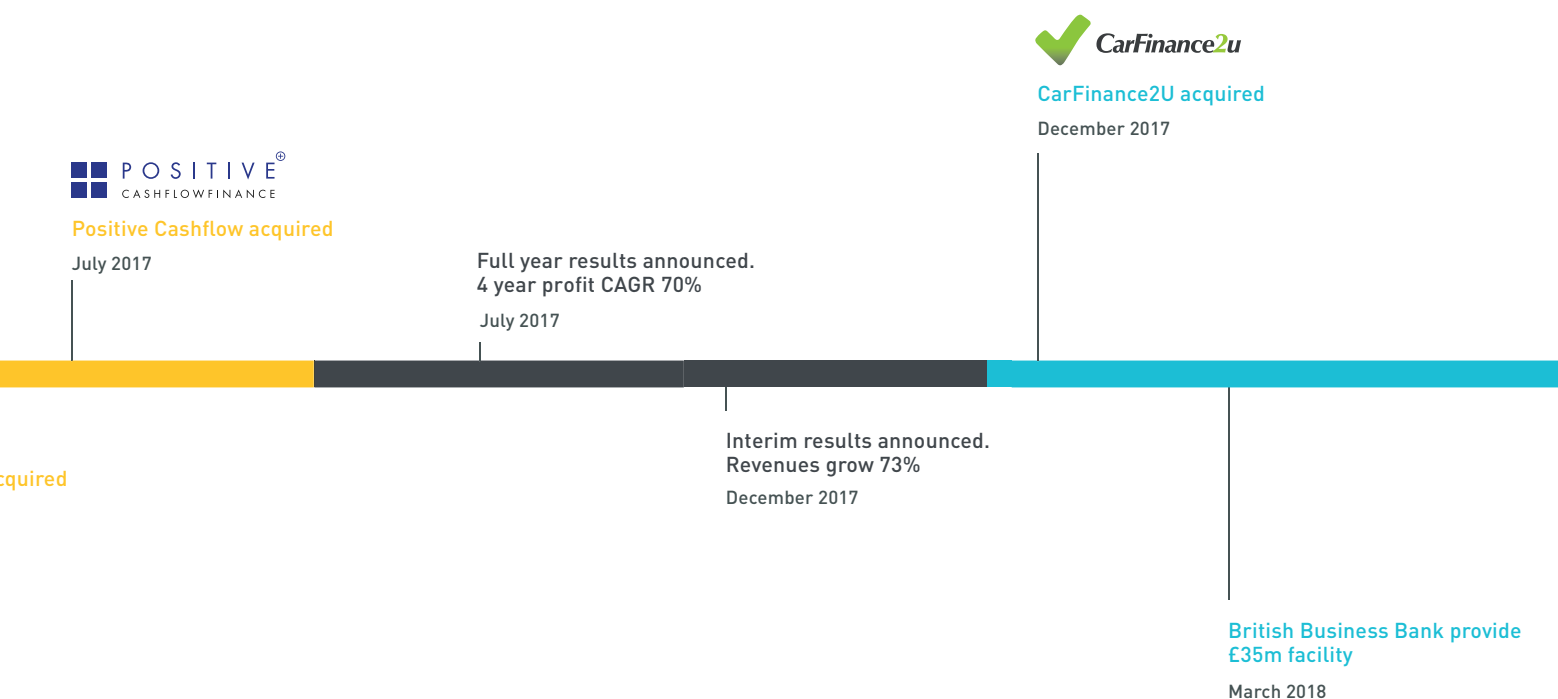 CarFinance2u
CarFinance2U acquired
December 2017
POSITIVE
CASHFLOWFINANCE
Positive Cashflow acquired
July 2017
Full year results announced.
4 year profit CAGR 70%
July 2017
Interim results announced.
Revenues grow 73%
December 2017
cquired
British Business Bank provide
£35m facility
March 2018